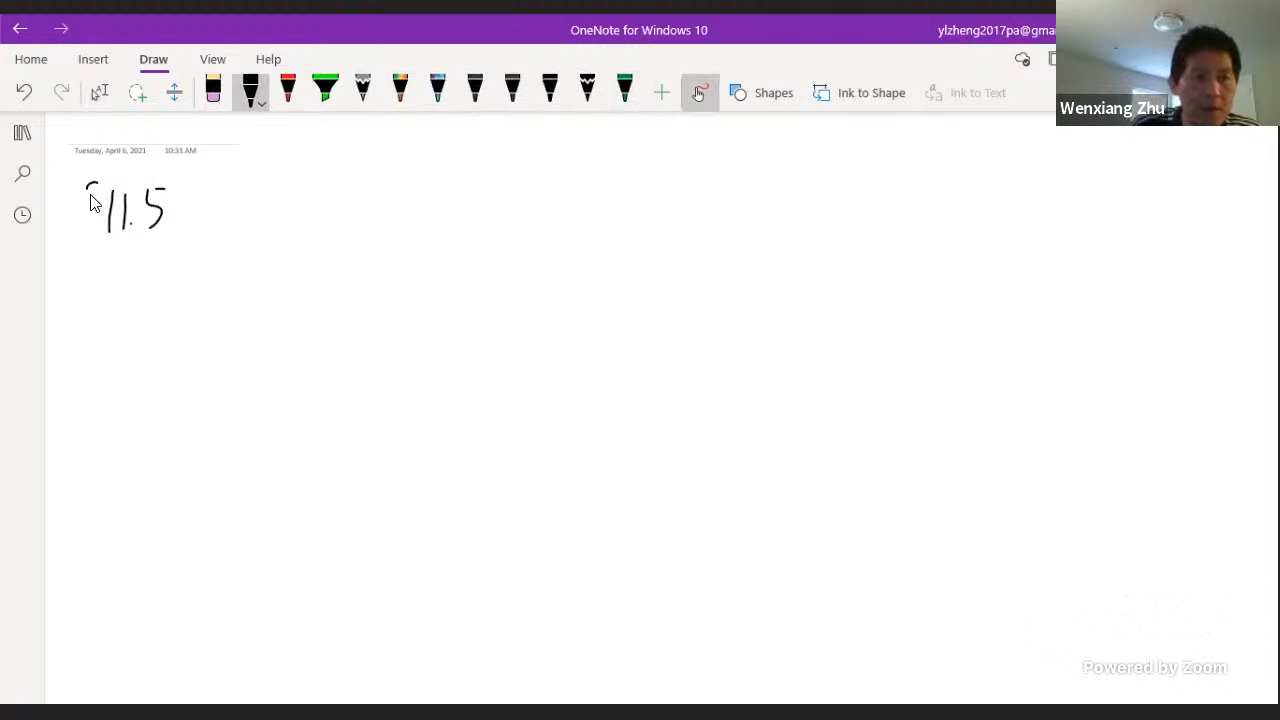 OneNote for Windows 10
ylzheng2017pa@gma
Home Insert Draw View Help
Shapes Ink to Shape Ink to Text
Wenxiang Zhu
Tuesday, April 6, 2021 10:31 AM
11.5
Powered by Zoom